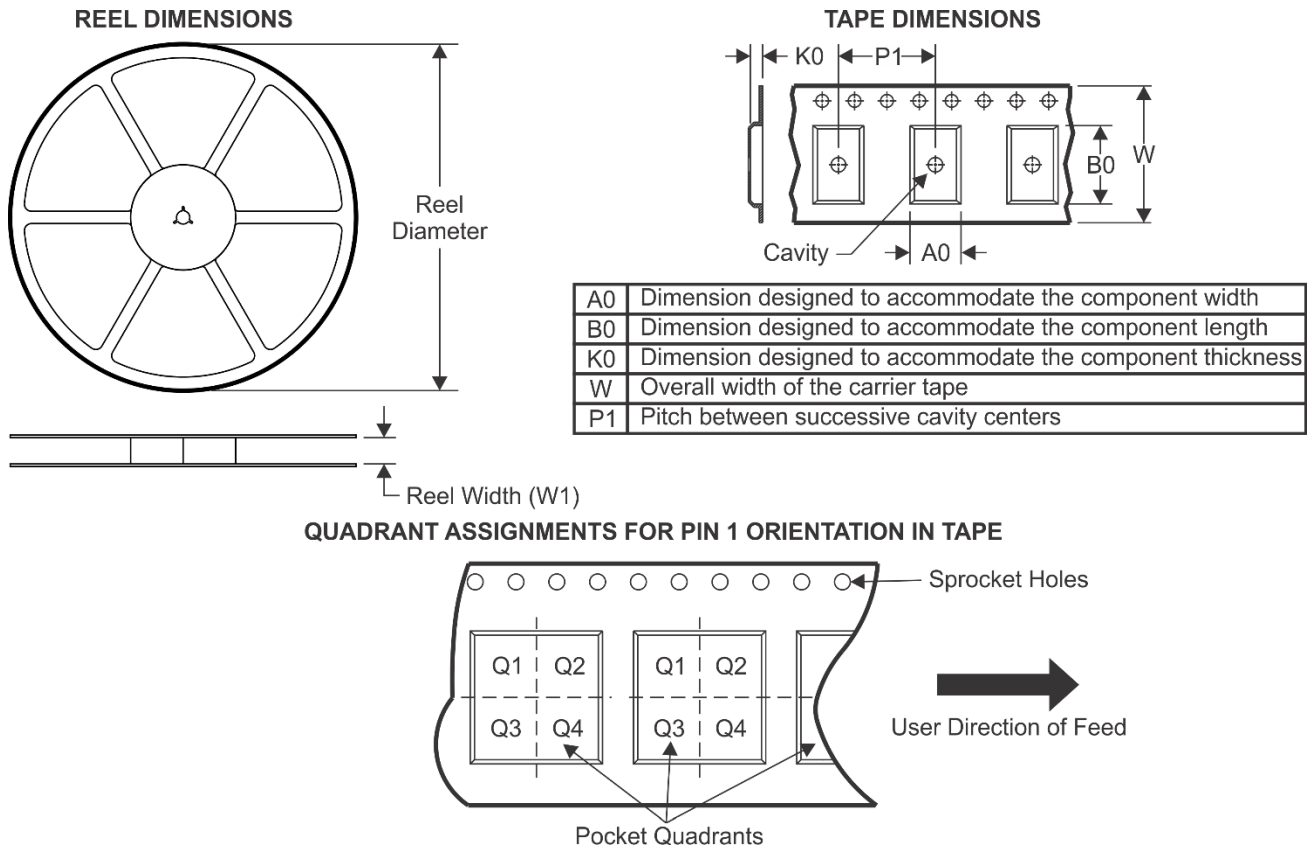 REEL DIMENSIONS
Reel
Diameter
Reel Width (W1)
TAPE DIMENSIONS
K0
P1
B0
W
Cavity
A0
A0 Dimension designed to accommodate the component width
B0 Dimension designed to accommodate the component length
K0 Dimension designed to accommodate the component thickness
W Overall width of the carrier tape
P1 Pitch between successive cavity centers
QUADRANT ASSIGNMENTS FOR PIN 1 ORIENTATION IN TAPE
Sprocket Holes
Q1 Q2 Q1 Q2
Q3 Q4 Q3 Q4
User Direction of Feed
Pocket Quadrants